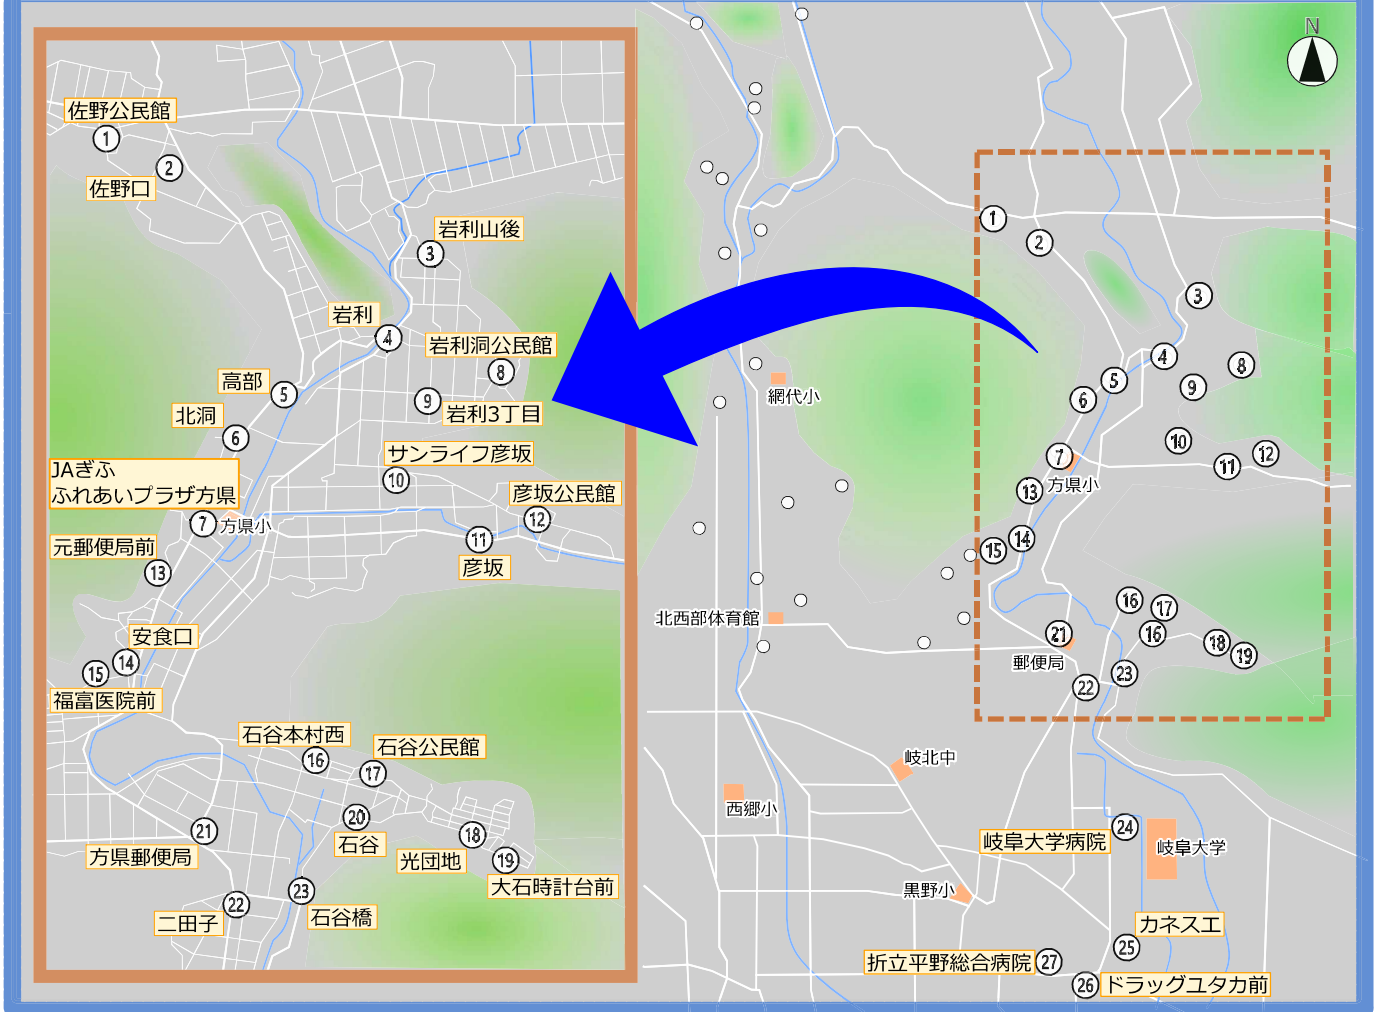 佐野公民館
1
2
佐野口
岩利山後
3
岩利
4
岩利洞公民館
8
高部
5
9
岩利3丁目
北洞
6
サンライフ彦坂
10
JAぎふ
ふれあいプラザ方県
彦坂公民館
12
7
方県小
11
彦坂
元郵便局前
13
安食口
14
15
福富医院前
石谷本村西
16
石谷公民館
17
20
石谷
21
方県郵便局
18
光団地
19
大石時計台前
22
二田子
23
石谷橋
N
1
2
3
4
8
5
9
6
網代小
10
7
12
11
方県小
13
14
15
16
17
北西部体育館
21
16
18
19
郵便局
23
22
岐北中
西郷小
24
岐阜大学病院
岐阜大学
黒野小
カネスエ
25
折立平野総合病院
27
26
ドラッグユタカ前